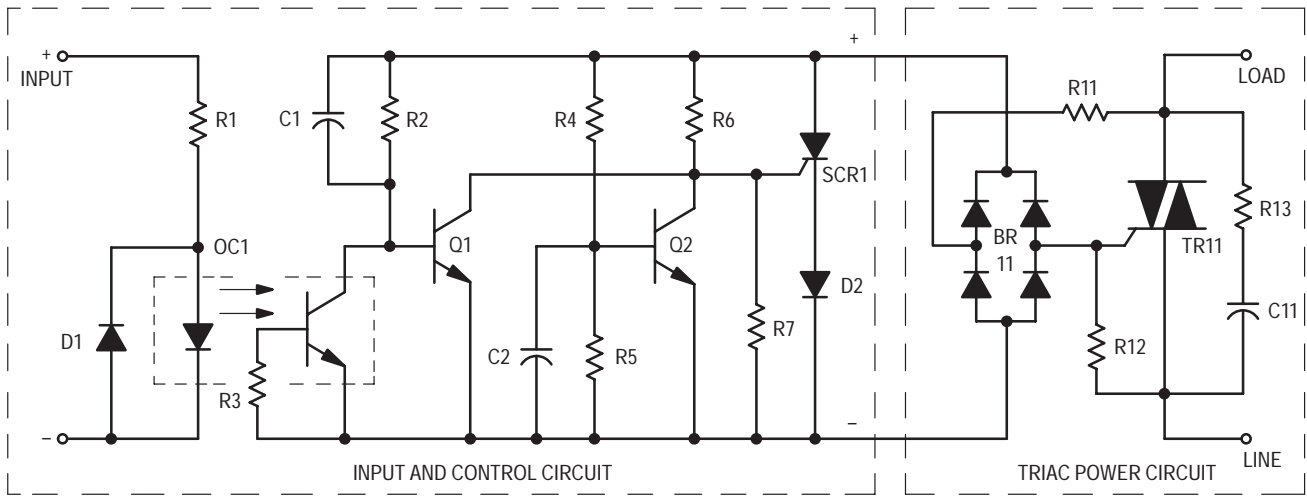 +
INPUT
R1
OC1
D1
–
R3
C1
R2
R4
R6
+
SCR1
Q1
Q2
D2
R7
C2
R5
–
INPUT AND CONTROL CIRCUIT
LOAD
R11
R13
BR
11
TR11
C11
R12
LINE
TRIAC POWER CIRCUIT